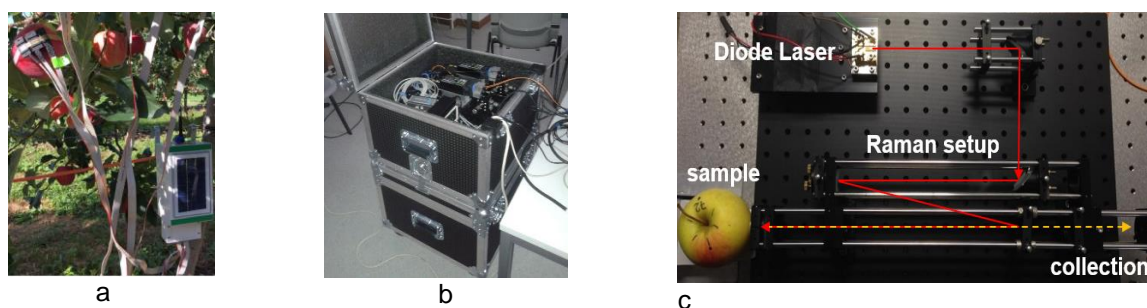 Diode Laser
Raman setup
sample
collection
a
b
c